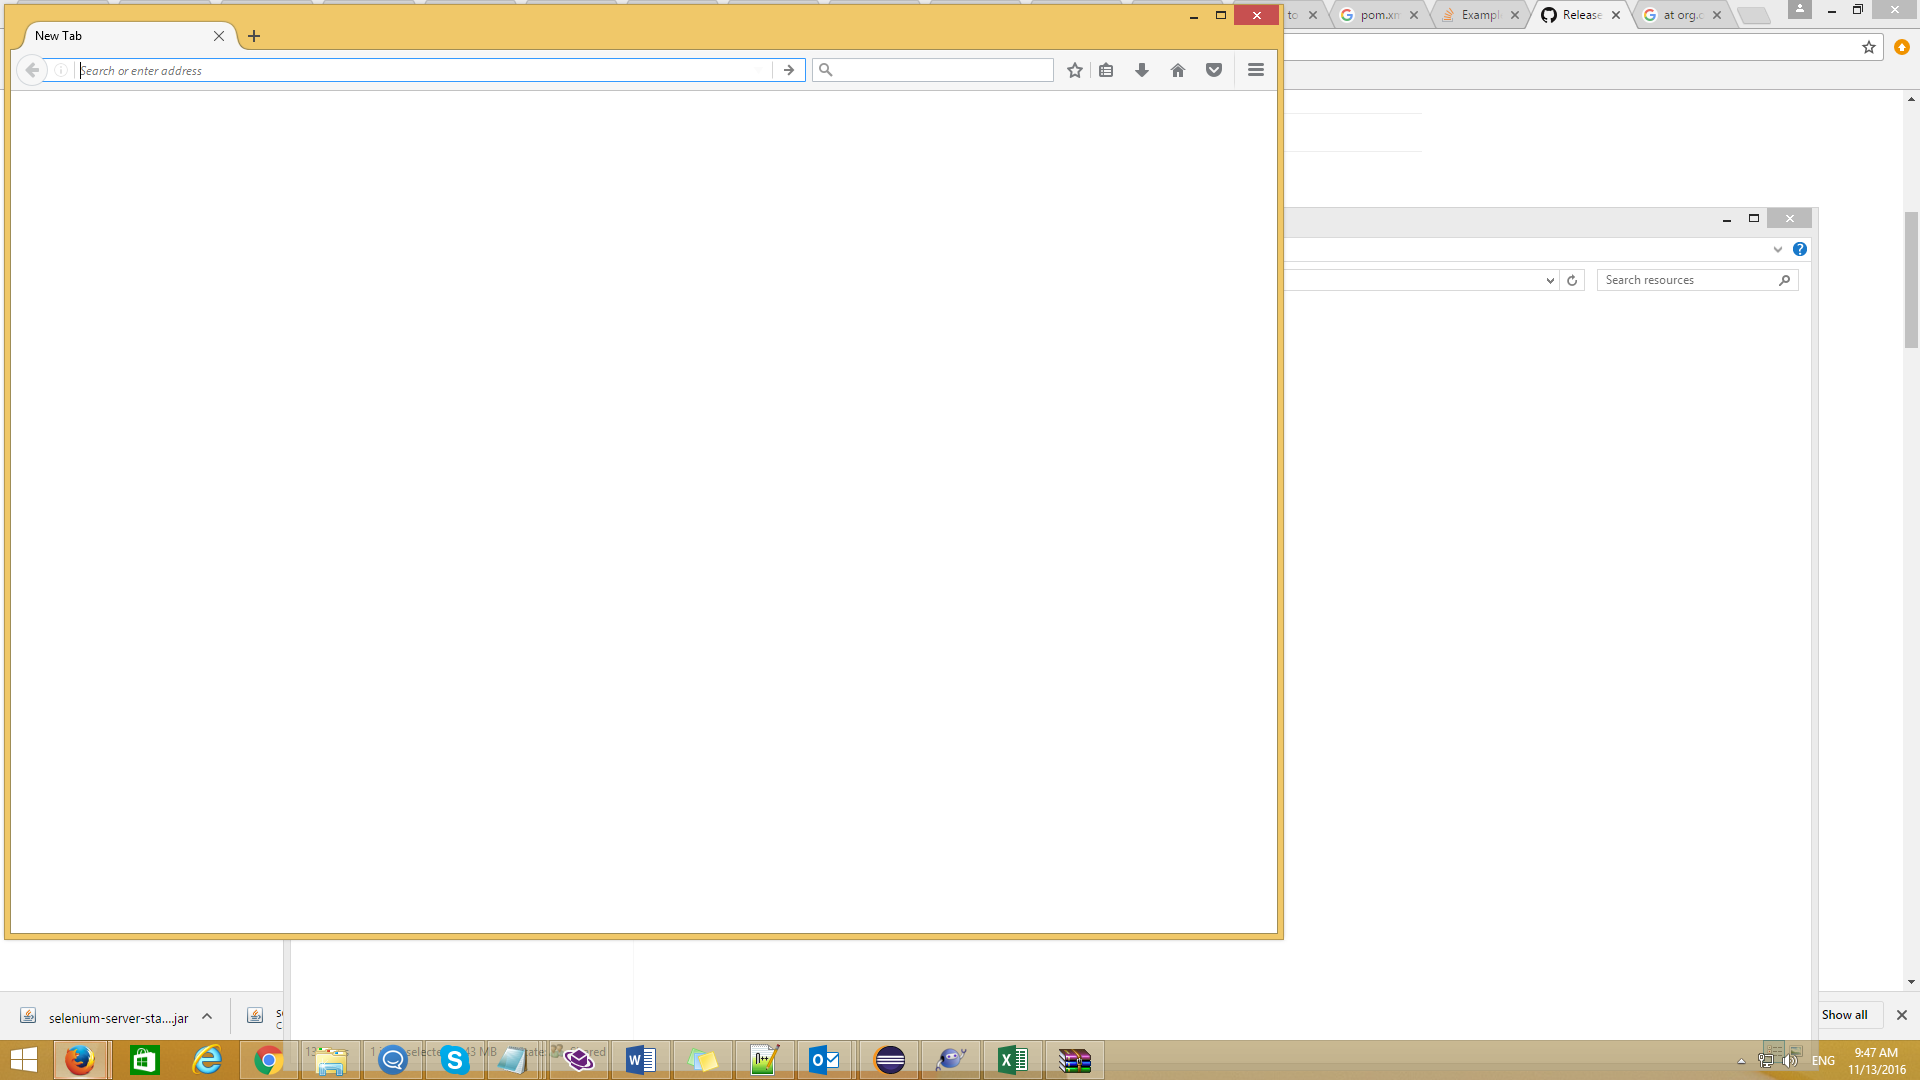 New Tab
to
pom.xm
Exampl
Release
at org.c
Search or enter address
Search resources
selenium-server-sta....jar
Show all
ENG
9:47 AM
11/13/2016